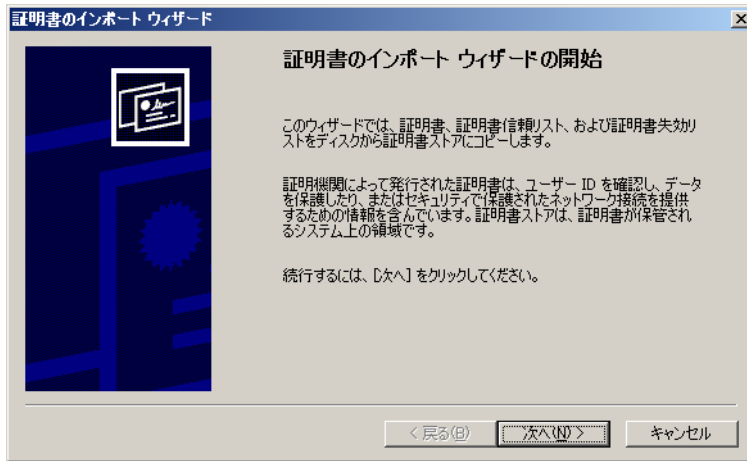 証明書のインポート ウィザード
証明書のインポート ウィザードの開始
このウィザードでは、証明書、証明書信頼リスト、および証明書失効リ
ストをディスクから証明書ストアにコピーします。
証明機関によって発行された証明書は、ユーザー ID を確認し、データ
を保護したり、またはセキュリティで保護されたネットワーク接続を提供
するための情報を含んでいます。証明書ストアは、証明書が保管され
るシステム上の領域です。
続行するには、[次へ] をクリックしてください。
< 戻る(B) 次へ(N) > キャンセル